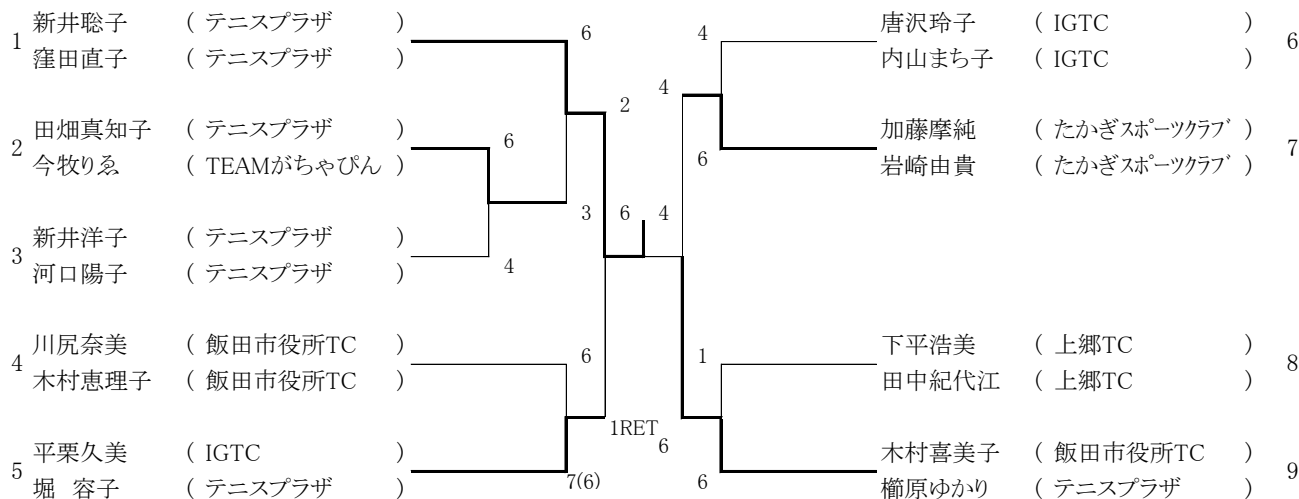 1 新井聡子 ( テニスプラザ )
窪田直子 ( テニスプラザ )
2 田畑真知子 ( テニスプラザ )
今牧りゑ ( TEAMがちゃぴん )
3 新井洋子 ( テニスプラザ )
河口陽子 ( テニスプラザ )
4 川尻奈美 ( 飯田市役所TC )
木村恵理子 ( 飯田市役所TC )
5 平栗久美 ( IGTC )
堀 容子 ( テニスプラザ )
6
2
6
3
4
6
1RET
7(6)
6
4
4
4
6
1
6
6
唐沢玲子 ( IGTC ) 6
内山まち子 ( IGTC )
加藤摩純 ( たかぎスポーツクラブ ) 7
岩崎由貴 ( たかぎスポーツクラブ )
下平浩美 ( 上郷TC ) 8
田中紀代江 ( 上郷TC )
木村喜美子 ( 飯田市役所TC ) 9
櫛原ゆかり ( テニスプラザ )